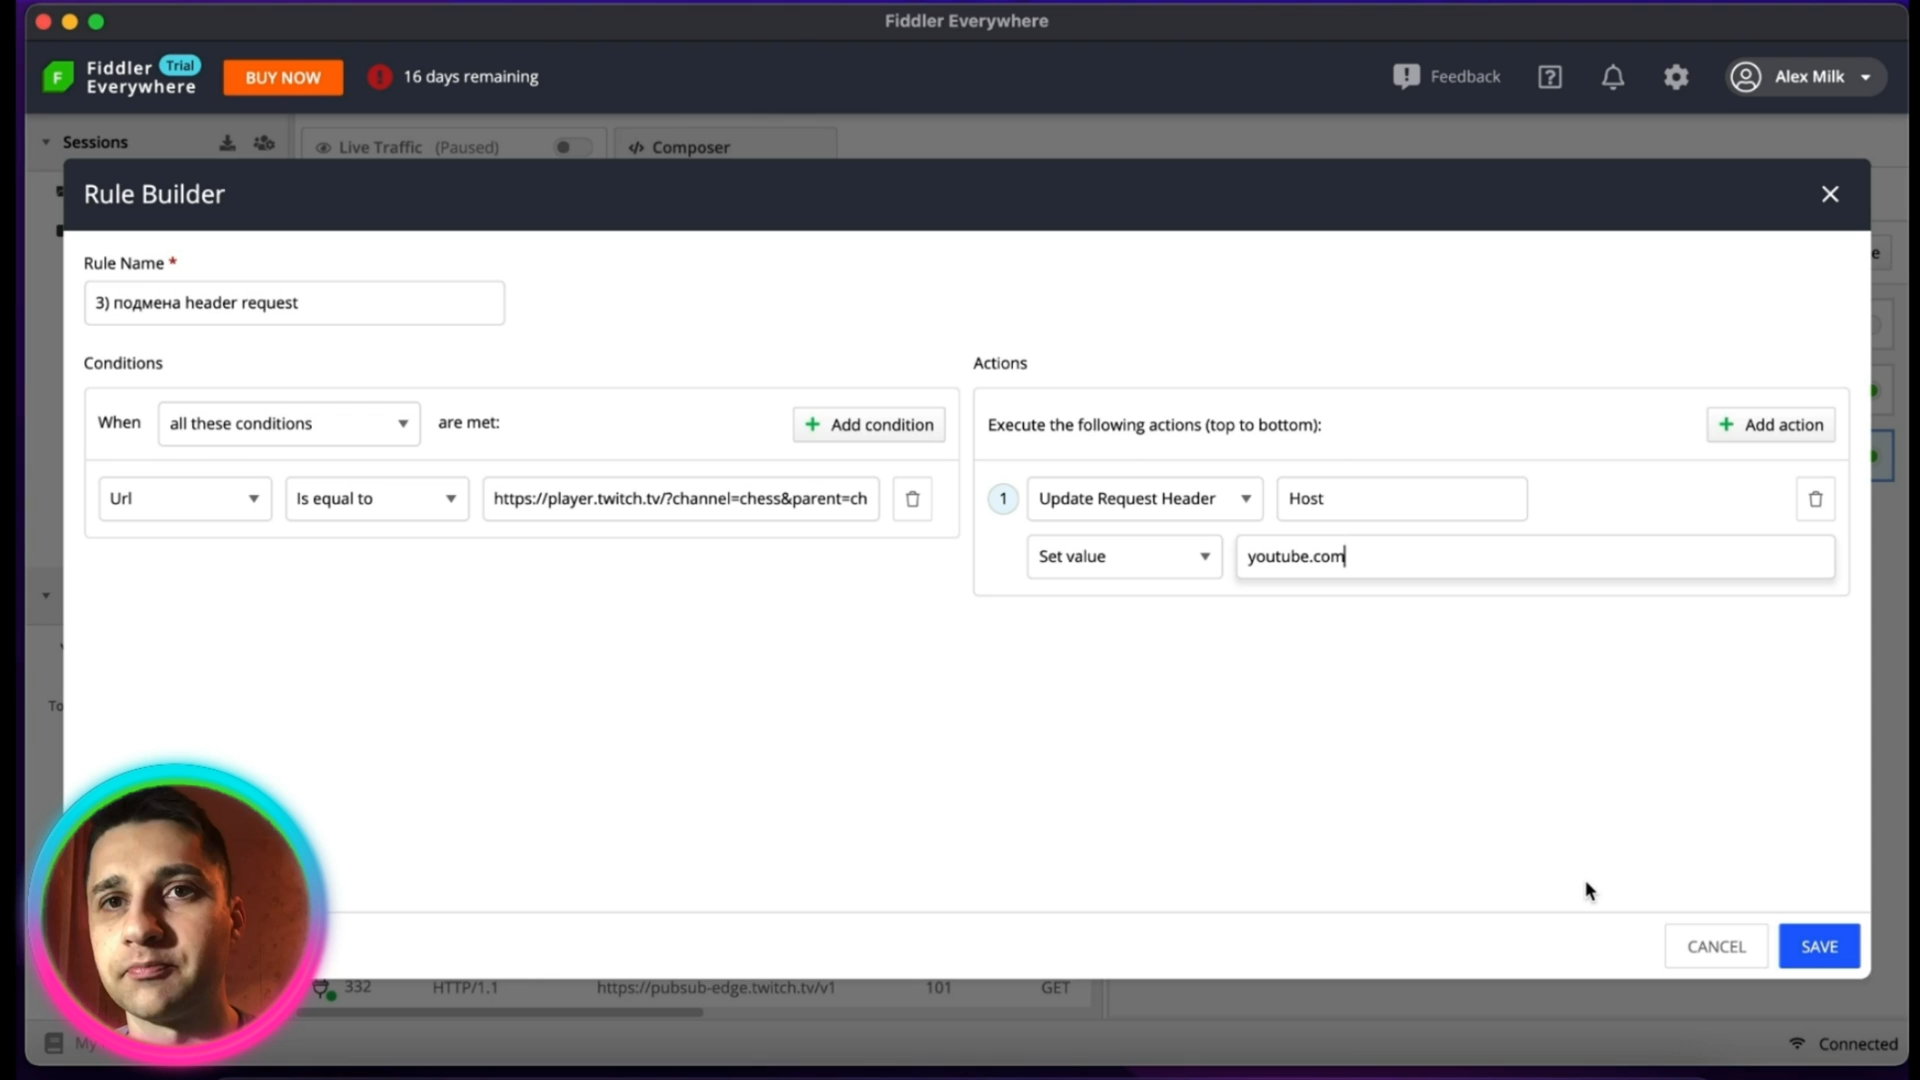 Fiddler Everywhere
Fiddler Trial
Everywhere
BUY NOW
16 days remaining
Feedback
Alex Milk
Sessions
Live Traffic (Paused)
Composer
Rule Builder
Rule Name *
3) подмена header request
Conditions
Actions
When all these conditions are met:
Add condition
Execute the following actions (top to bottom):
Add action
Url
Is equal to
https://player.twitch.tv/?channel=chess&parent=ch
1 Update Request Header
Host
Set value
youtube.com
CANCEL
SAVE
332 HTTP/1.1 https://pubsub-edge.twitch.tv/v1 101 GET
My
Connected